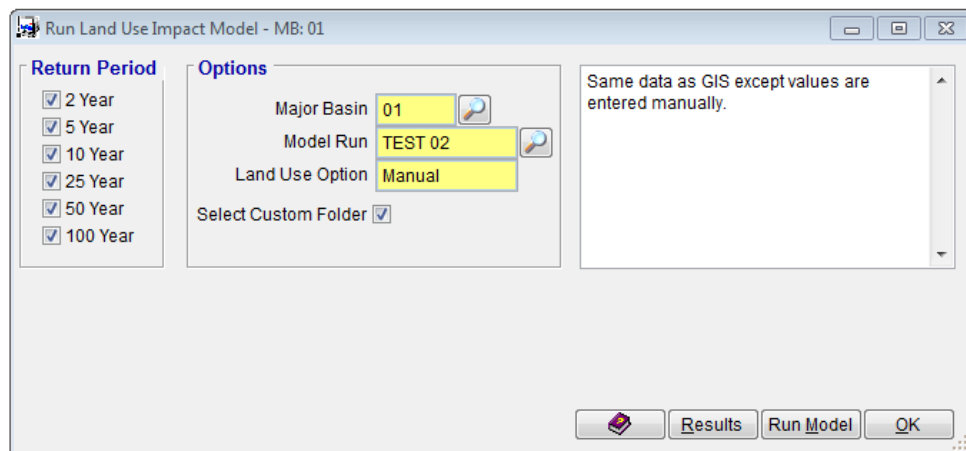 Run Land Use Impact Model - MB: 01
Return Period
2 Year
5 Year
10 Year
25 Year
50 Year
100 Year
Options
Major Basin 01
Model Run TEST 02
Land Use Option Manual
Select Custom Folder
Same data as GIS except values are
entered manually.
Results
Run Model
OK